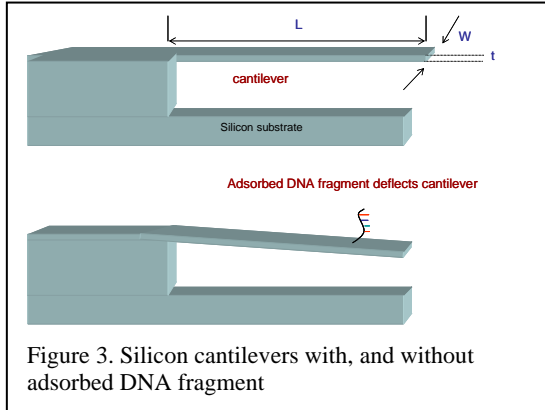 L
W
t
cantilever
Silicon substrate
Adsorbed DNA fragment deflects cantilever
Figure 3. Silicon cantilevers with, and without
adsorbed DNA fragment